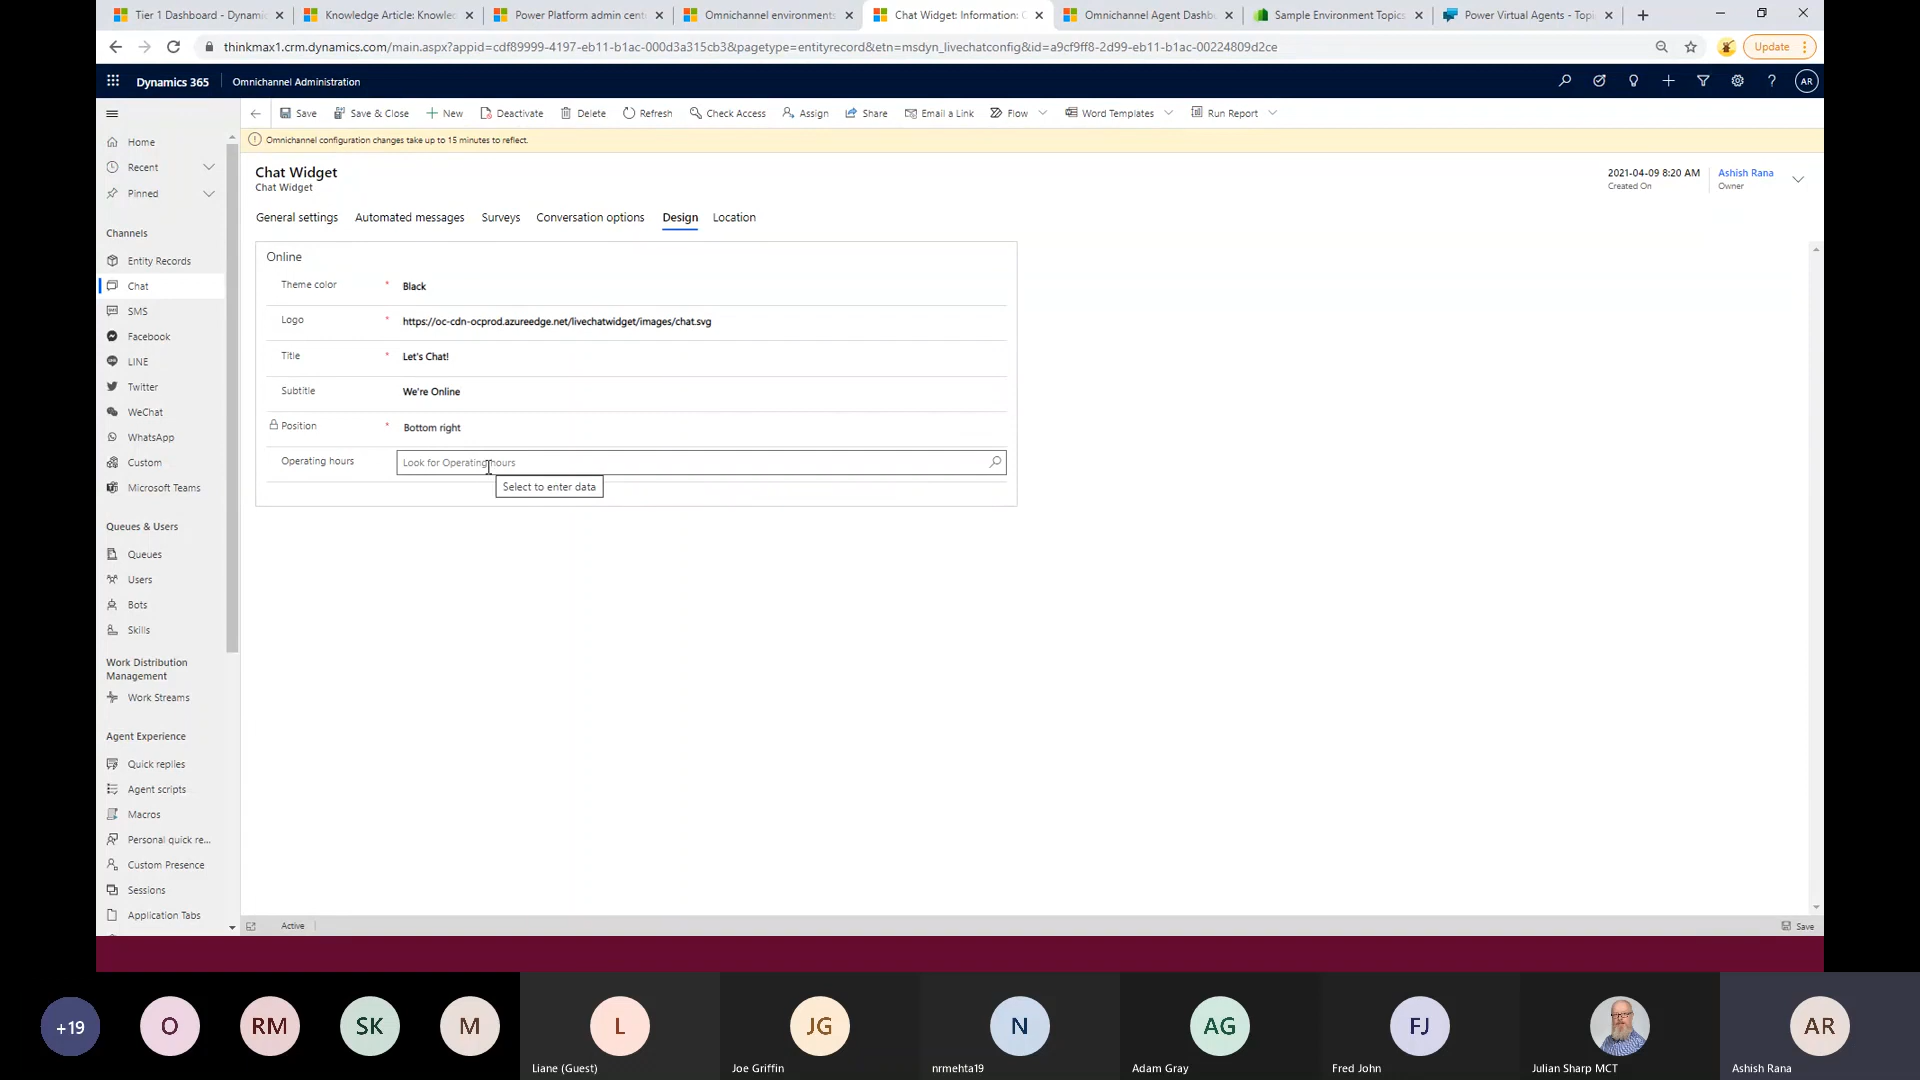 Tier 1 Dashboard - Dynamic
Knowledge Article: Knowlec
Power Platform admin cent
Omnichannel environments
Chat Widget: Information: C
Omnichannel Agent Dashbo
Sample Environment Topics
Power Virtual Agents - Topi
thinkmax1.crm.dynamics.com/main.aspx?appid=cdf89999-4197-eb11-b1ac-000d3a315cb3&pagetype=entityrecord&etn=msdyn_livechatconfig&id=a9cf9ff8-2d99-eb11-b1ac-00224809d2ce
Update
Dynamics 365
Omnichannel Administration
AR
Save
Save & Close
New
Deactivate
Delete
Refresh
Check Access
Assign
Share
Email a Link
Flow
Word Templates
Run Report
Omnichannel configuration changes take up to 15 minutes to reflect.
Home
Recent
Pinned
Channels
Entity Records
Chat
SMS
Facebook
LINE
Twitter
WeChat
WhatsApp
Custom
Microsoft Teams
Queues & Users
Queues
Users
Bots
Skills
Work Distribution
Management
Work Streams
Agent Experience
Quick replies
Agent scripts
Macros
Personal quick re...
Custom Presence
Sessions
Application Tabs
Chat Widget
Chat Widget
2021-04-09 8:20 AM
Created On
Ashish Rana
Owner
General settings
Automated messages
Surveys
Conversation options
Design
Location
Online
Theme color * Black
Logo * https://oc-cdn-ocprod.azureedge.net/livechatwidget/images/chat.svg
Title * Let's Chat!
Subtitle We're Online
Position * Bottom right
Operating hours Look for Operating hours
Select to enter data
Active
Save
+19
O
RM
SK
M
L
JG
N
AG
FJ
AR
Liane (Guest)
Joe Griffin
nrmehta19
Adam Gray
Fred John
Julian Sharp MCT
Ashish Rana